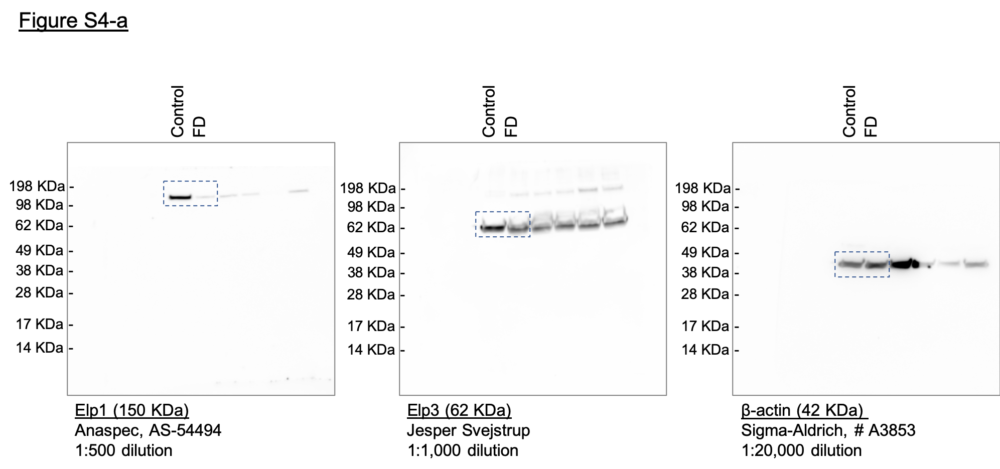 Figure S4-a
Control
FD
Control
FD
Control
FD
198 KDa -
98 KDa -
62 KDa -
49 KDa -
38 KDa -
28 KDa -
17 KDa -
14 KDa -
198 KDa -
98 KDa -
62 KDa -
49 KDa -
38 KDa -
28 KDa -
17 KDa -
14 KDa -
198 KDa -
98 KDa -
62 KDa -
49 KDa -
38 KDa -
28 KDa -
17 KDa -
14 KDa -
Elp1 (150 KDa)
Anaspec, AS-54494
1:500 dilution
Elp3 (62 KDa)
Jesper Svejstrup
1:1,000 dilution
β-actin (42 KDa)
Sigma-Aldrich, # A3853
1:20,000 dilution